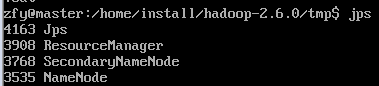 zfy@master:/home/install/hadoop-2.6.0/tmp$ jps
4163 Jps
3908 ResourceManager
3768 SecondaryNameNode
3535 NameNode